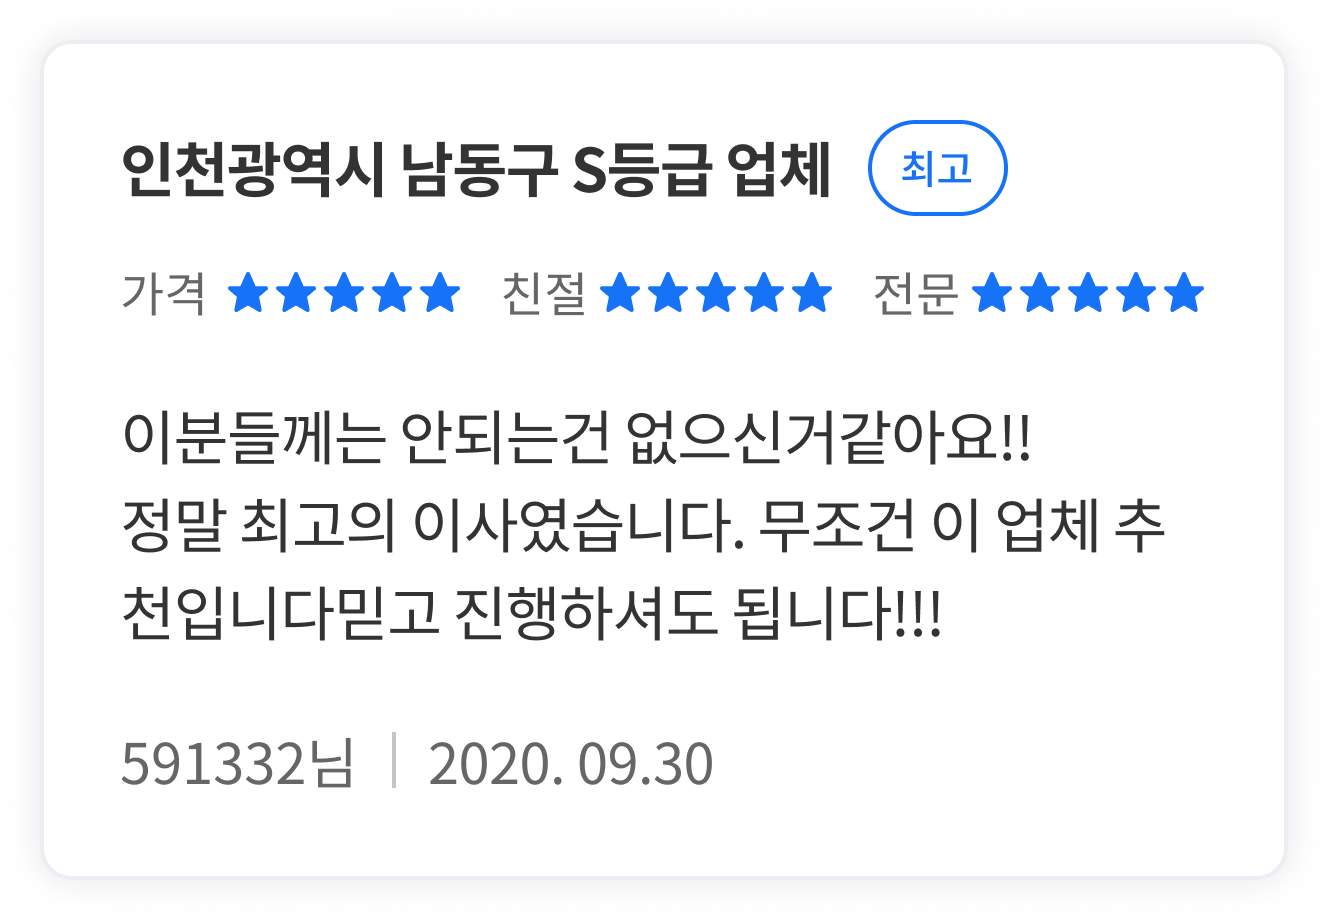 인천광역시 남동구 S등급 업체 최고
가격 ★★★★★ 친절 ★★★★★ 전문 ★★★★★
이분들께는 안되는건 없으신거같아요!!
정말 최고의 이사였습니다. 무조건 이 업체 추
천입니다믿고 진행하셔도 됩니다!!!
591332님 | 2020. 09.30